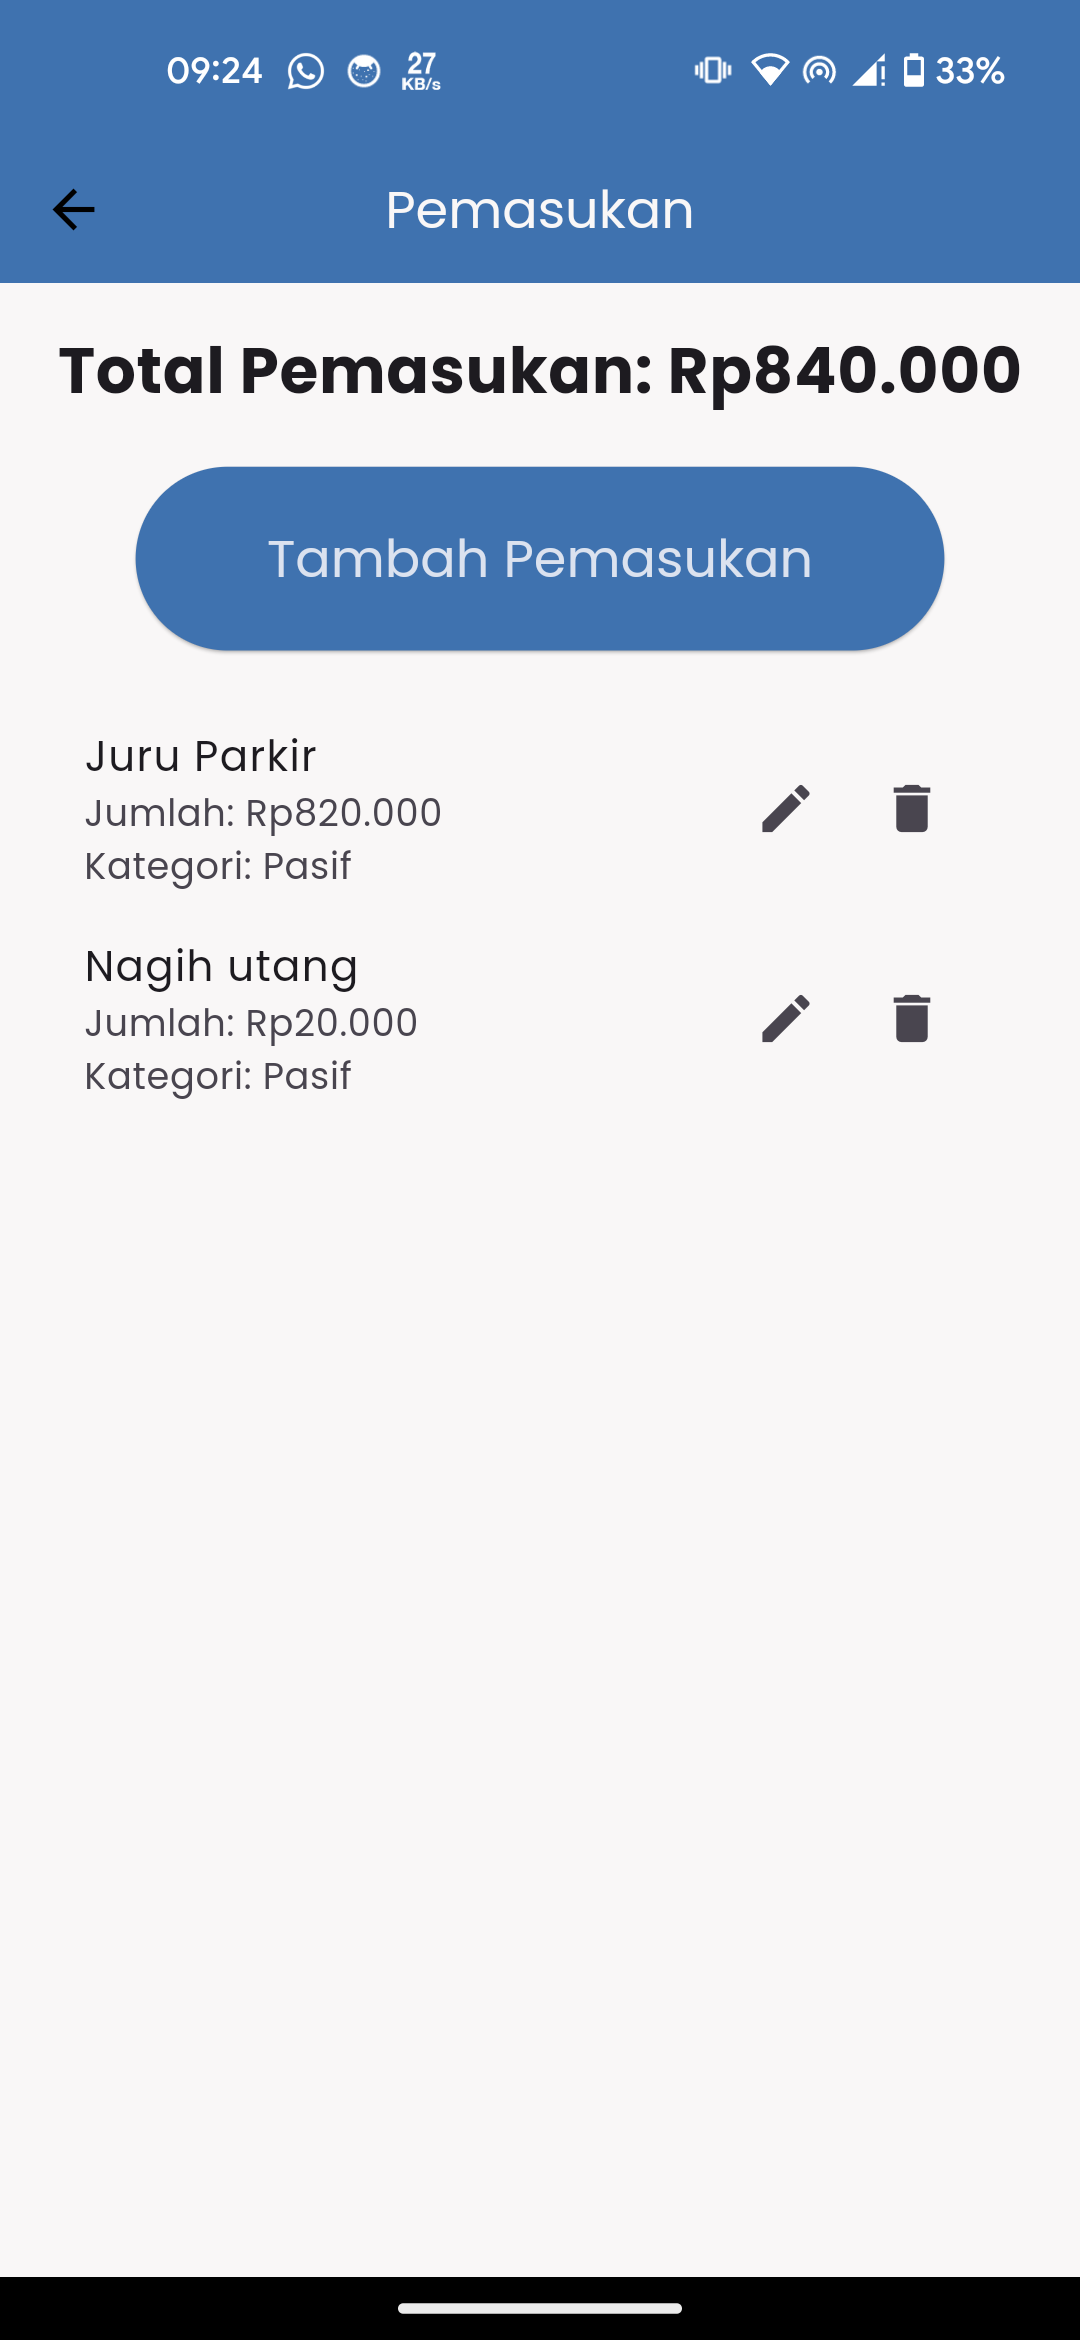 09:24 27 KB/s 33%
Pemasukan
Total Pemasukan: Rp840.000
Tambah Pemasukan
Juru Parkir
Jumlah: Rp820.000
Kategori: Pasif
Nagih utang
Jumlah: Rp20.000
Kategori: Pasif